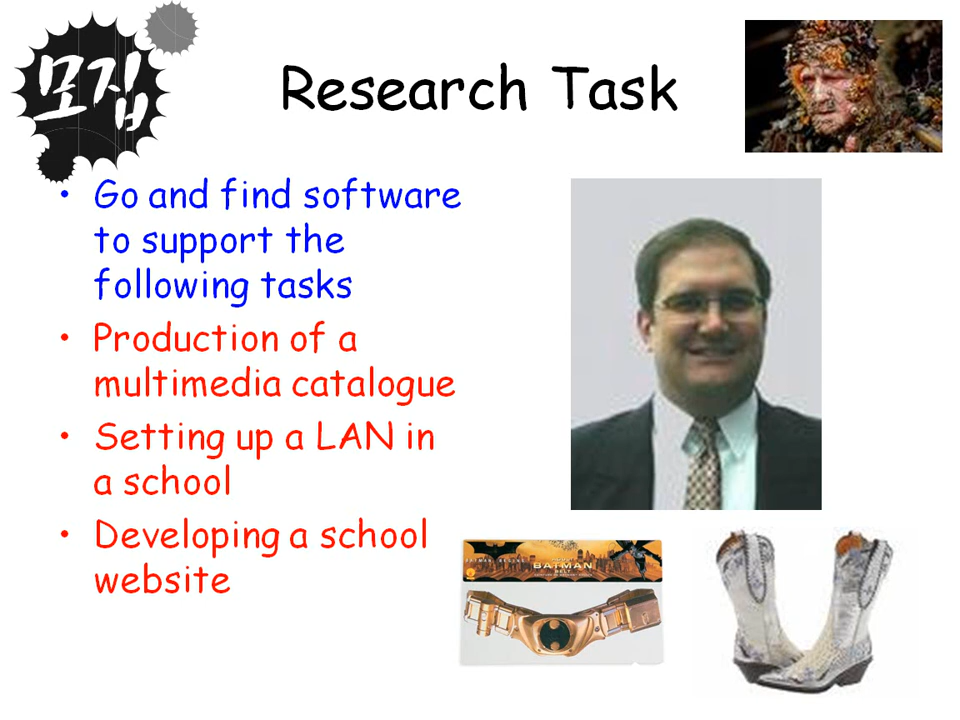 모집
Research Task
• Go and find software
to support the
following tasks
• Production of a
multimedia catalogue
• Setting up a LAN in
a school
• Developing a school
website
BATMAN